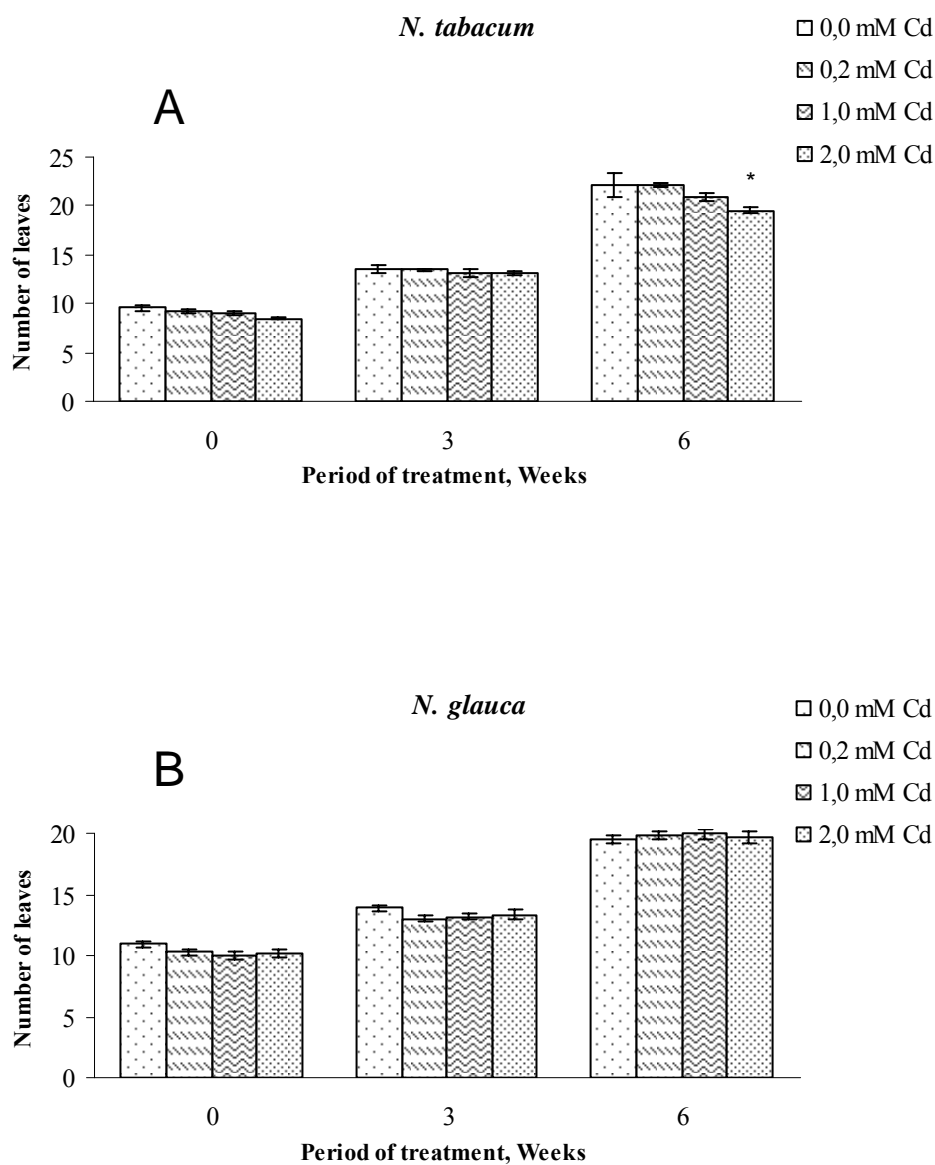 N. tabacum
0,0 mM Cd
0,2 mM Cd
1,0 mM Cd
2,0 mM Cd
A
25
20
15
10
5
0
Number of leaves
*
0 3 6
Period of treatment, Weeks
N. glauca
0,0 mM Cd
0,2 mM Cd
1,0 mM Cd
2,0 mM Cd
B
20
15
10
5
0
Number of leaves
0 3 6
Period of treatment, Weeks